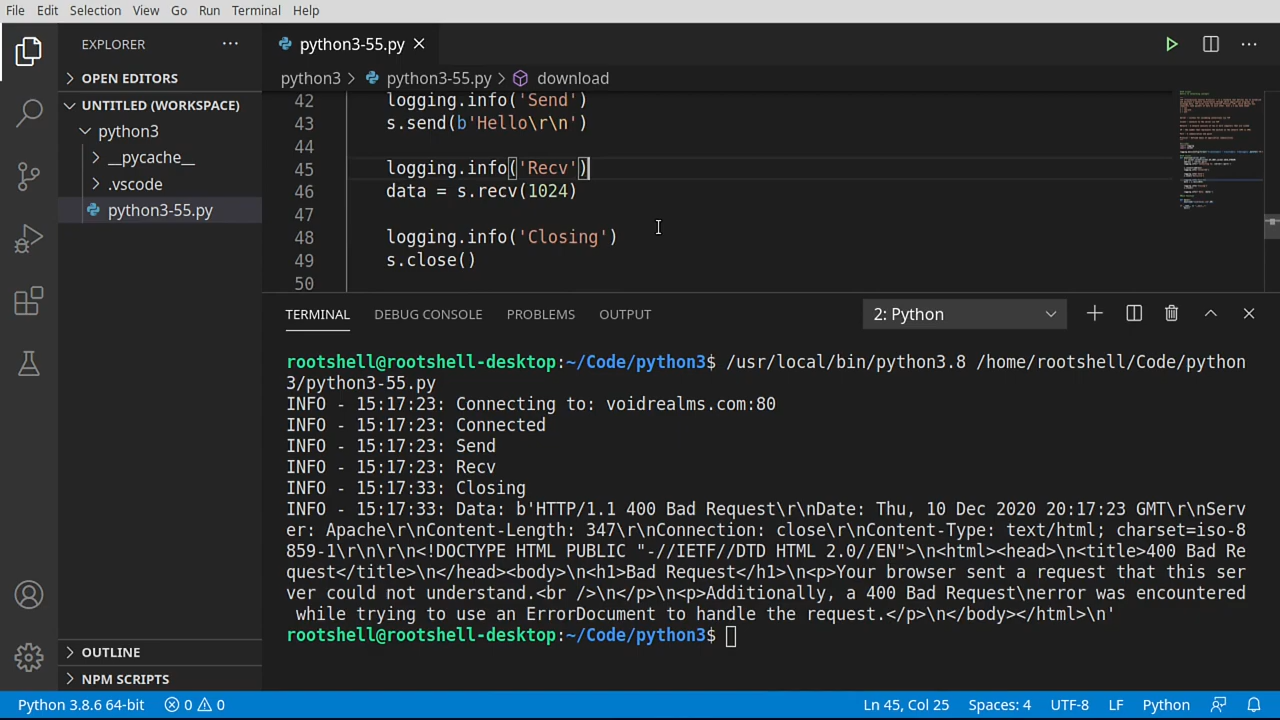 File Edit Selection View Go Run Terminal Help
EXPLORER
OPEN EDITORS
UNTITLED (WORKSPACE)
python3
__pycache__
.vscode
python3-55.py
OUTLINE
NPM SCRIPTS
python3-55.py
python3 > python3-55.py > download
42 logging.info('Send')
43 s.send(b'Hello\r\n')
44
45 logging.info('Recv')
46 data = s.recv(1024)
47
48 logging.info('Closing')
49 s.close()
50
TERMINAL DEBUG CONSOLE PROBLEMS OUTPUT 2: Python
rootshell@rootshell-desktop:~/Code/python3$ /usr/local/bin/python3.8 /home/rootshell/Code/python
3/python3-55.py
INFO - 15:17:23: Connecting to: voidrealms.com:80
INFO - 15:17:23: Connected
INFO - 15:17:23: Send
INFO - 15:17:23: Recv
INFO - 15:17:33: Closing
INFO - 15:17:33: Data: b'HTTP/1.1 400 Bad Request\r\nDate: Thu, 10 Dec 2020 20:17:23 GMT\r\nServ
er: Apache\r\nContent-Length: 347\r\nConnection: close\r\nContent-Type: text/html; charset=iso-8
859-1\r\n\r\n<!DOCTYPE HTML PUBLIC "-//IETF//DTD HTML 2.0//EN">\n<html><head>\n<title>400 Bad Re
quest</title>\n</head><body>\n<h1>Bad Request</h1>\n<p>Your browser sent a request that this ser
ver could not understand.<br />\n</p>\n<p>Additionally, a 400 Bad Request\nerror was encountered
while trying to use an ErrorDocument to handle the request.</p>\n</body></html>\n'
rootshell@rootshell-desktop:~/Code/python3$
Python 3.8.6 64-bit 0 0 Ln 45, Col 25 Spaces: 4 UTF-8 LF Python